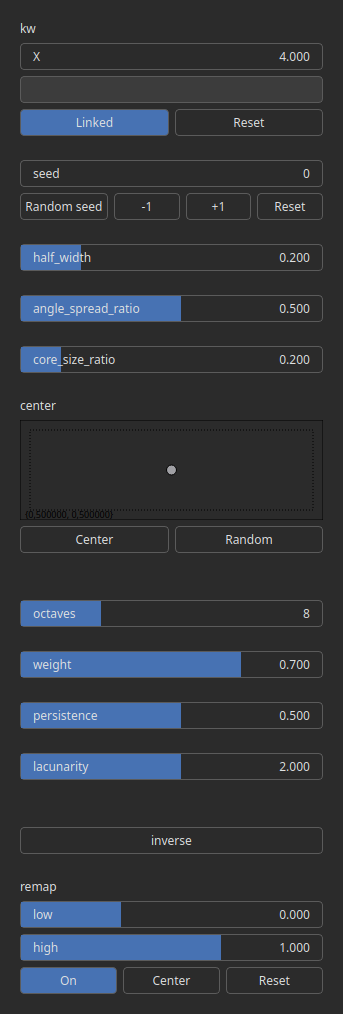 kw
X 4.000
Linked Reset
seed 0
Random seed -1 +1 Reset
half_width 0.200
angle_spread_ratio 0.500
core_size_ratio 0.200
center
(0.500000, 0.500000)
Center Random
octaves 8
weight 0.700
persistence 0.500
lacunarity 2.000
inverse
remap
low 0.000
high 1.000
On Center Reset